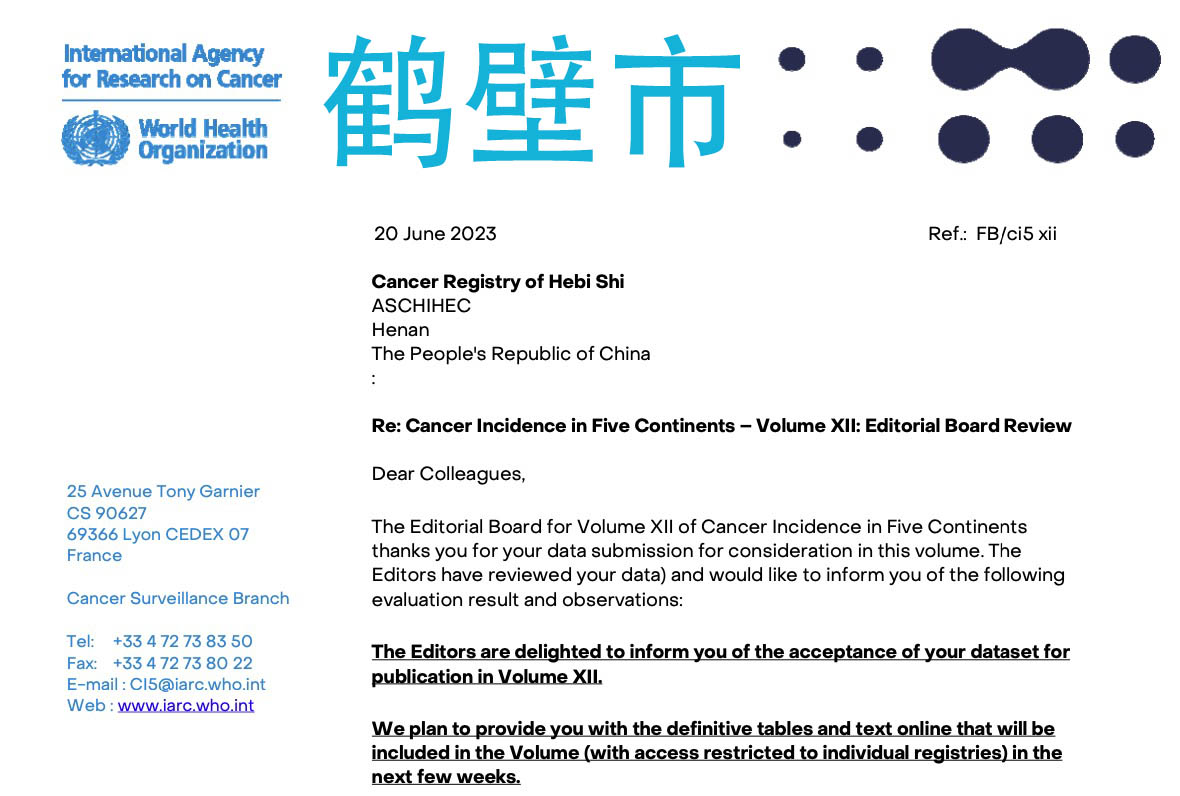 International Agency
for Research on Cancer
World Health
Organization
鹤壁市
20 June 2023
Ref.: FB/ci5 xii
Cancer Registry of Hebi Shi
ASCHIHEC
Henan
The People's Republic of China
:
Re: Cancer Incidence in Five Continents – Volume XII: Editorial Board Review
Dear Colleagues,
The Editorial Board for Volume XII of Cancer Incidence in Five Continents
thanks you for your data submission for consideration in this volume. The
Editors have reviewed your data) and would like to inform you of the following
evaluation result and observations:
The Editors are delighted to inform you of the acceptance of your dataset for
publication in Volume XII.
We plan to provide you with the definitive tables and text online that will be
included in the Volume (with access restricted to individual registries) in the
next few weeks.
25 Avenue Tony Garnier
CS 90627
69366 Lyon CEDEX 07
France
Cancer Surveillance Branch
Tel: +33 4 72 73 83 50
Fax: +33 4 72 73 80 22
E-mail : CI5@iarc.who.int
Web : www.iarc.who.int